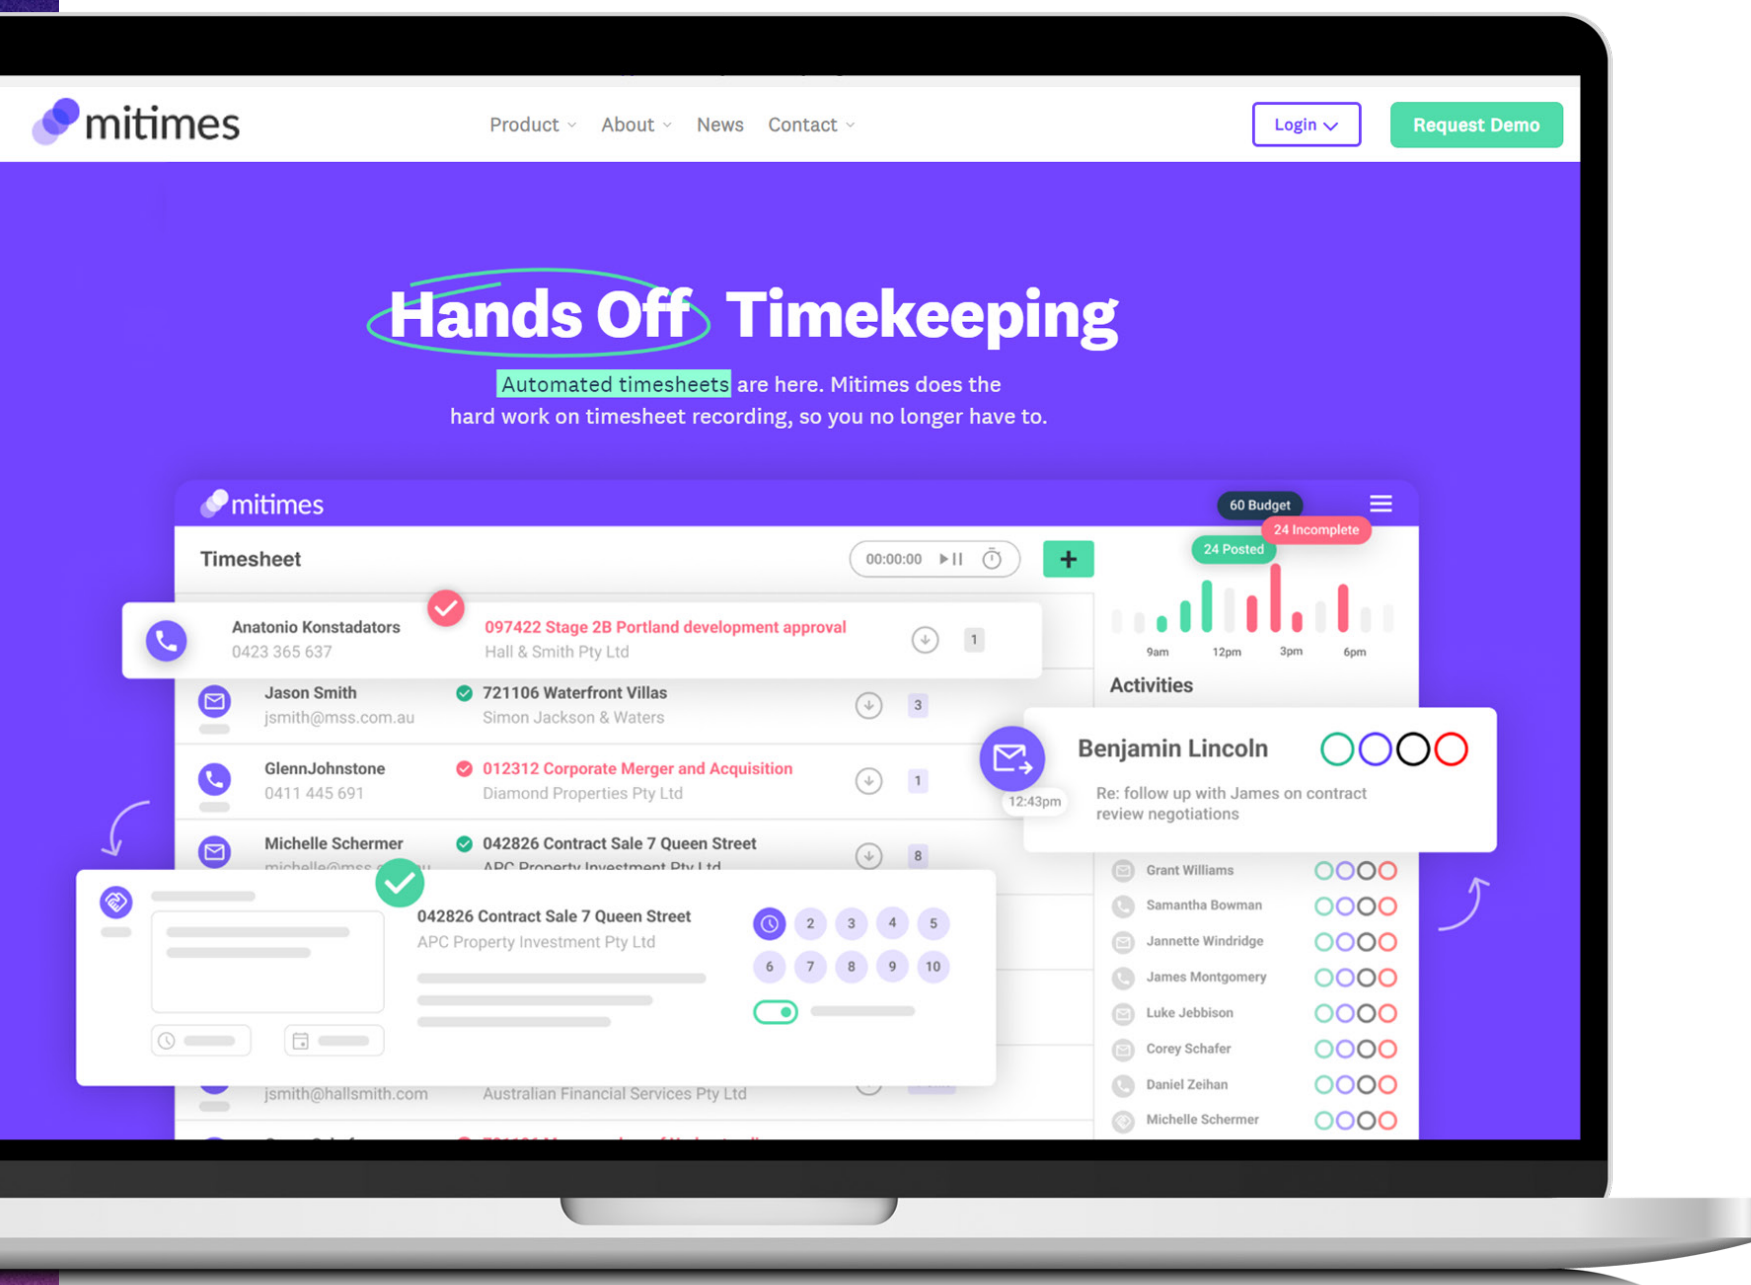 mitimes
Product About News Contact
Login
Request Demo
Hands Off Timekeeping
Automated timesheets are here. Mitimes does the
hard work on timesheet recording, so you no longer have to.
mitimes
60 Budget
24 Incomplete
24 Posted
Timesheet
00:00:00
+
9am 12pm 3pm 6pm
Anatonio Konstadators
0423 365 637
097422 Stage 2B Portland development approval
Hall & Smith Pty Ltd
1
Jason Smith
jsmith@mss.com.au
721106 Waterfront Villas
Simon Jackson & Waters
3
GlennJohnstone
0411 445 691
012312 Corporate Merger and Acquisition
Diamond Properties Pty Ltd
1
Michelle Schermer
042826 Contract Sale 7 Queen Street
APC Property Investment Pty Ltd
8
042826 Contract Sale 7 Queen Street
APC Property Investment Pty Ltd
2 3 4 5
6 7 8 9 10
jsmith@hallsmith.com
Australian Financial Services Pty Ltd
Activities
Benjamin Lincoln
12:43pm
Re: follow up with James on contract
review negotiations
Grant Williams
Samantha Bowman
Jannette Windridge
James Montgomery
Luke Jebbison
Corey Schafer
Daniel Zeihan
Michelle Schermer